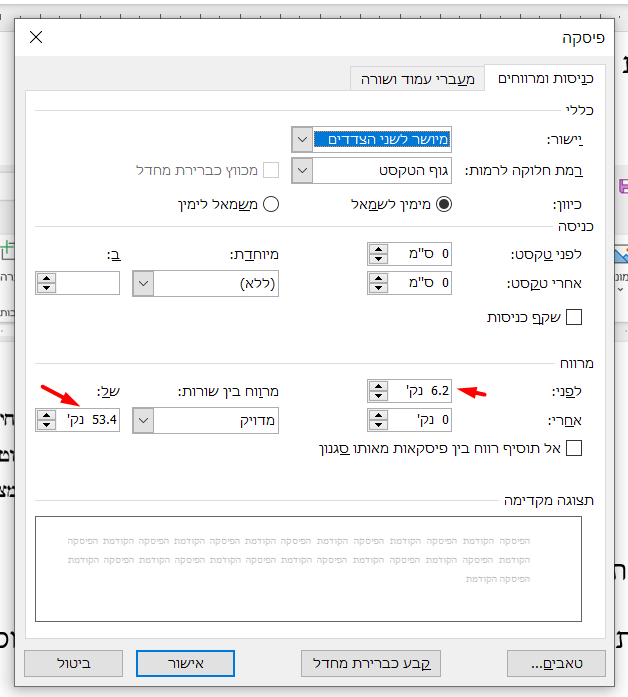 פיסקה
כניסות ומרווחים
מעברי עמוד ושורה
כללי
יישור: מיושר לשני הצדדים
רמת חלוקה לרמות: גוף הטקסט מכווץ כברירת מחדל
כיוון: מימין לשמאל משמאל לימין
כניסה
לפני טקסט: 0 ס"מ מיוחדת: ב:
אחרי טקסט: 0 ס"מ (ללא)
שקף כניסות
מרווח
לפני: 6.2 נק' מרווח בין שורות: של:
אחרי: 0 נק' מדויק 53.4 נק'
אל תוסיף רווח בין פיסקאות מאותו סגנון
תצוגה מקדימה
הפיסקה הקודמת הפיסקה הקודמת הפיסקה הקודמת הפיסקה הקודמת הפיסקה הקודמת הפיסקה הקודמת הפיסקה
הקודמת הפיסקה הקודמת הפיסקה הקודמת הפיסקה הקודמת הפיסקה הקודמת הפיסקה הקודמת הפיסקה הקודמת
הפיסקה הקודמת
טאבים...
קבע כברירת מחדל
אישור
ביטול